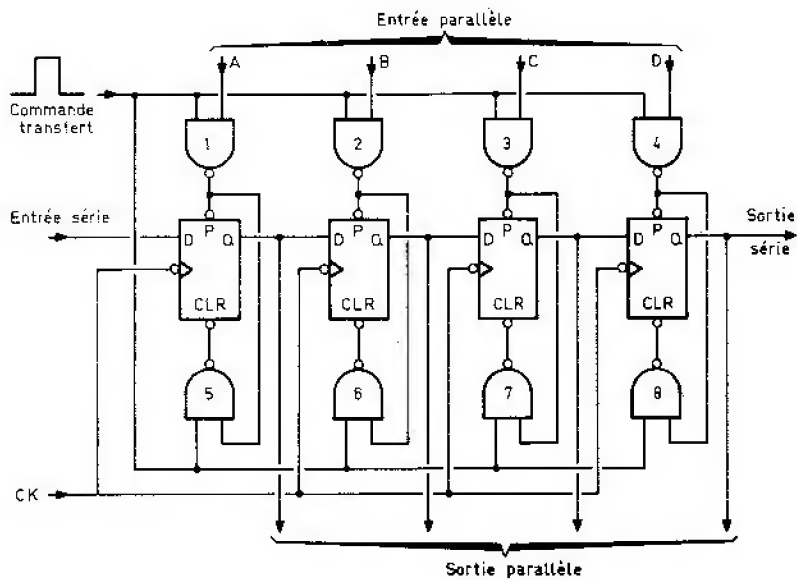 Entrée parallèle
A
B
C
D
Commande
transfert
1
2
3
4
Entrée série
Sortie
série
D
P
Q
D
P
Q
D
P
Q
D
P
Q
CLR
CLR
CLR
CLR
5
6
7
8
CK
Sortie parallèle